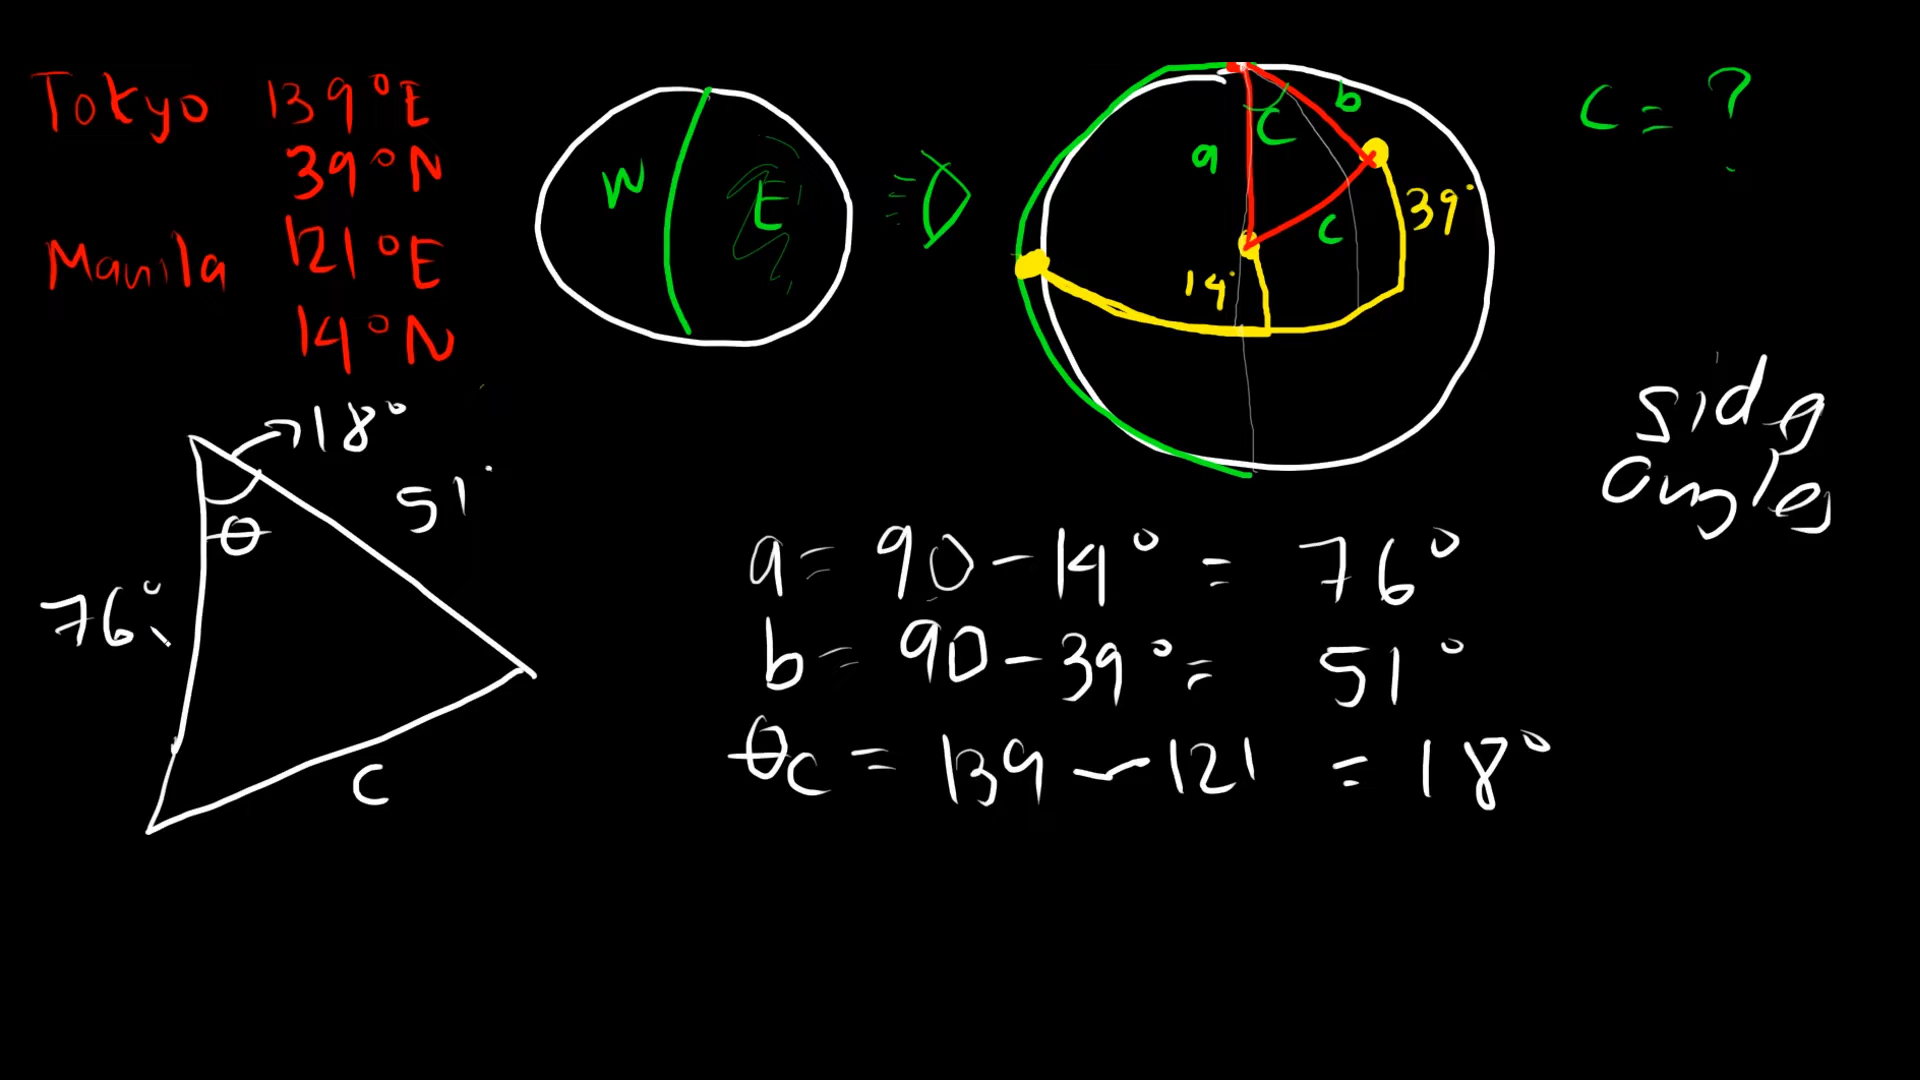 Tokyo 139°E
39°N
Manila 121°E
14°N
W
E
a
b
C
c
39°
14°
C = ?
side
angles
18°
51°
θ
76°
C
a = 90 - 14° = 76°
b = 90 - 39° = 51°
θc = 139 - 121 = 18°